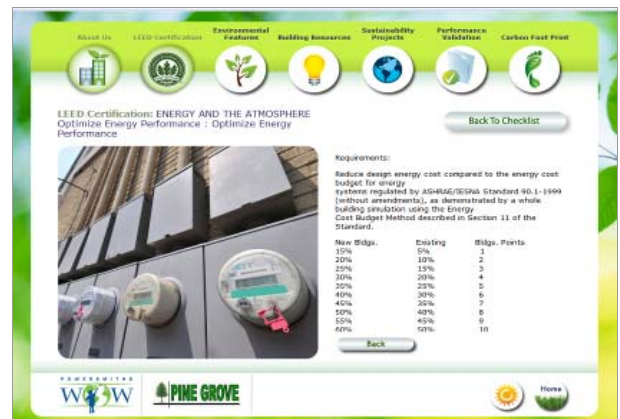 About Us
LEED Certification
Environmental Features
Building Resources
Sustainability Projects
Performance Validation
Carbon Foot Print
LEED Certification: ENERGY AND THE ATMOSPHERE
Optimize Energy Performance : Optimize Energy
Performance
Back To Checklist
Requirements:
Reduce design energy cost compared to the energy cost
budget for energy
systems regulated by ASHRAE/IESNA Standard 90.1-1999
(without amendments), as demonstrated by a whole
building simulation using the Energy
Cost Budget Method described in Section 11 of the
Standard.
New Bldgs. Existing Bldgs. Points
15% 5% 1
20% 10% 2
25% 15% 3
30% 20% 4
35% 25% 5
40% 30% 6
45% 35% 7
50% 40% 8
55% 45% 9
60% 50% 10
Back
POWERSMITHS
WOW
PINE GROVE
Home